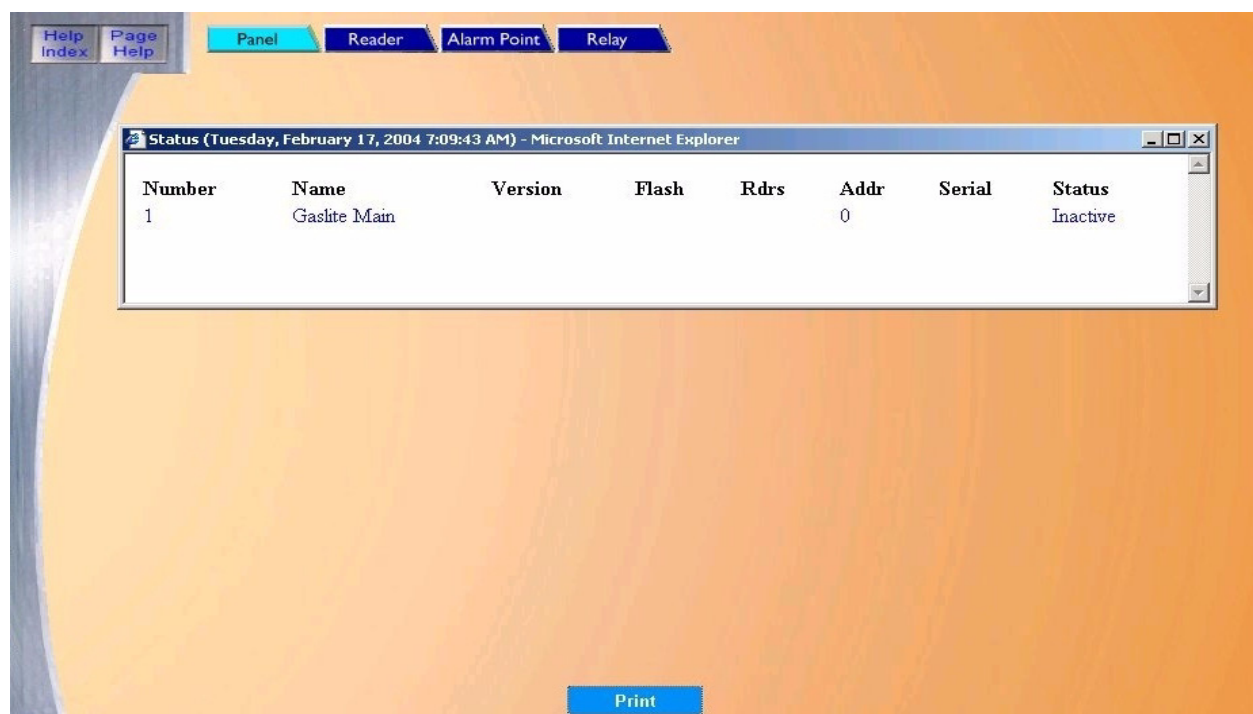 Help Index
Page Help
Panel Reader Alarm Point Relay
Status (Tuesday, February 17, 2004 7:09:43 AM) - Microsoft Internet Explorer
Number Name Version Flash Rdrs Addr Serial Status
1 Gaslite Main 0 Inactive
Print